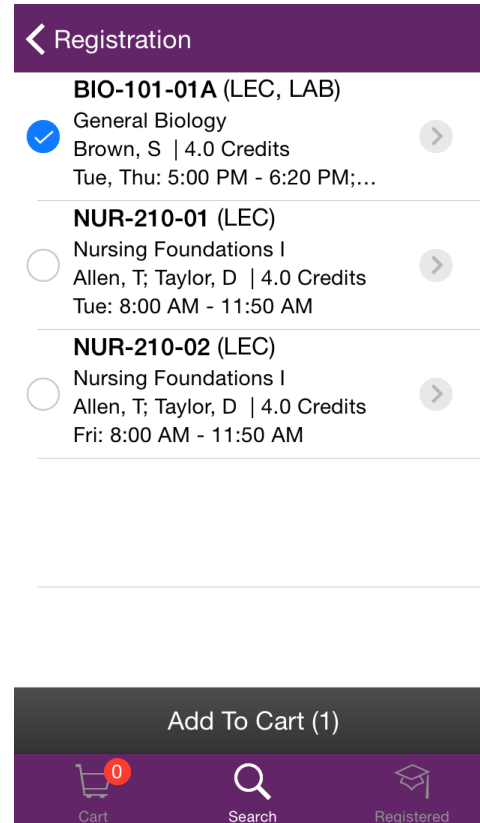 Registration
BIO-101-01A (LEC, LAB)
General Biology
Brown, S | 4.0 Credits
Tue, Thu: 5:00 PM - 6:20 PM;...
NUR-210-01 (LEC)
Nursing Foundations I
Allen, T; Taylor, D | 4.0 Credits
Tue: 8:00 AM - 11:50 AM
NUR-210-02 (LEC)
Nursing Foundations I
Allen, T; Taylor, D | 4.0 Credits
Fri: 8:00 AM - 11:50 AM
Add To Cart (1)
0
Cart Search Registered